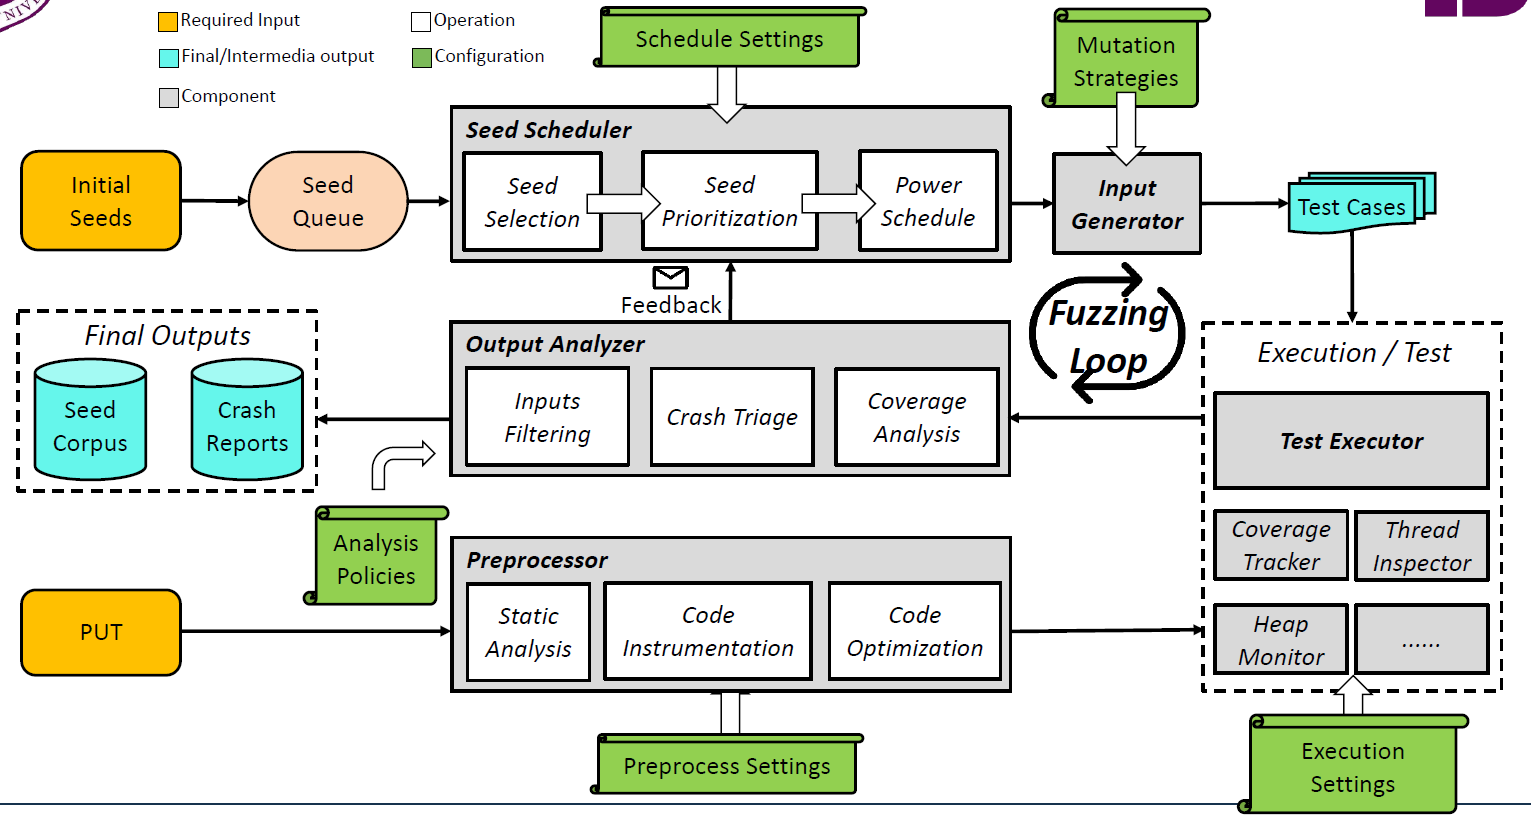 NIVE
Required Input
Operation
Final/Intermedia output
Configuration
Component
Schedule Settings
Mutation
Strategies
Seed Scheduler
Initial
Seeds
Seed
Queue
Seed
Selection
Seed
Prioritization
Power
Schedule
Input
Generator
Test Cases
Feedback
Fuzzing
Loop
Final Outputs
Seed
Corpus
Crash
Reports
Output Analyzer
Inputs
Filtering
Crash Triage
Coverage
Analysis
Execution / Test
Test Executor
Coverage
Tracker
Thread
Inspector
Heap
Monitor
......
Analysis
Policies
PUT
Preprocessor
Static
Analysis
Code
Instrumentation
Code
Optimization
Preprocess Settings
Execution
Settings